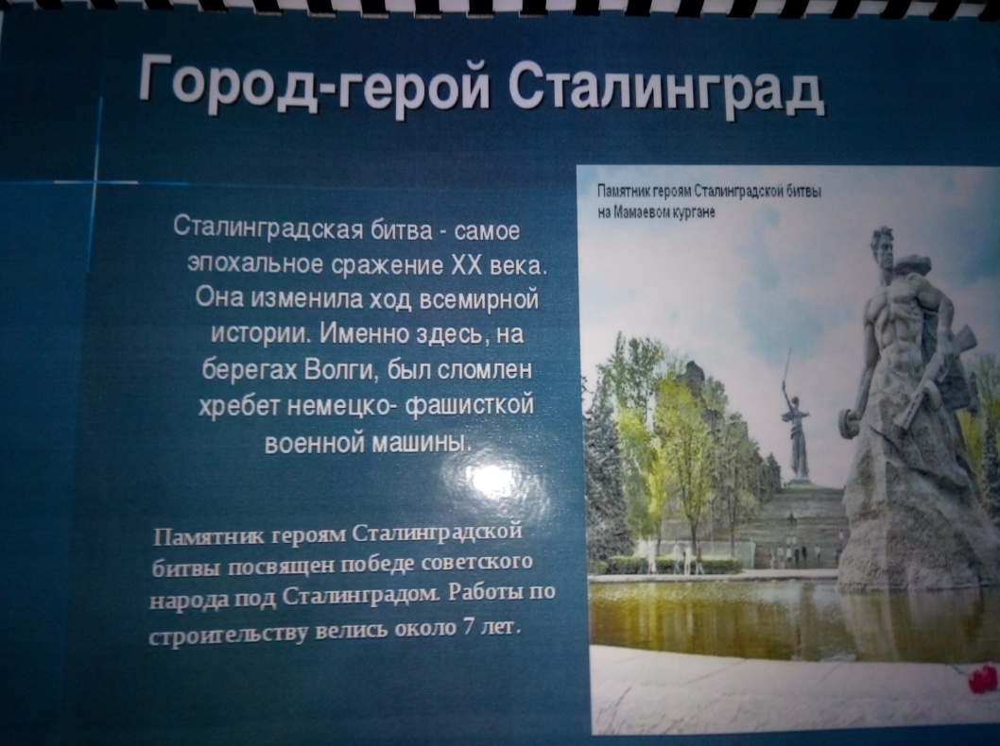 Город-герой Сталинград
Памятник героям Сталинградской битвы
на Мамаевом кургане
Сталинградская битва - самое
эпохальное сражение XX века.
Она изменила ход всемирной
истории. Именно здесь, на
берегах Волги, был сломлен
хребет немецко- фашисткой
военной машины.
Памятник героям Сталинградской
битвы посвящен победе советского
народа под Сталинградом. Работы по
строительству велись около 7 лет.